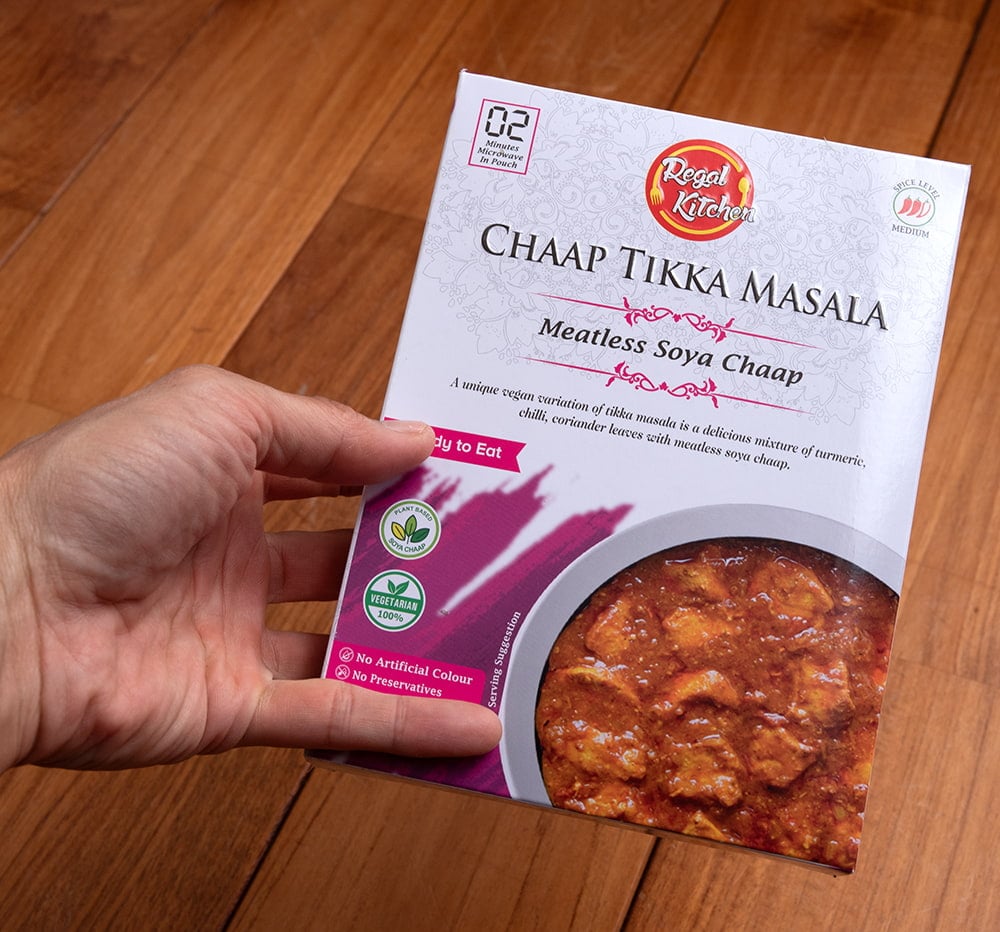 02
Minutes
Microwave
In Pouch
Regal
Kitchen
SPICE LEVEL
MEDIUM
CHAAP TIKKA MASALA
Meatless Soya Chaap
A unique vegan variation of tikka masala is a delicious mixture of turmeric,
chilli, coriander leaves with meatless soya chaap.
dy to Eat
PLANT BASED
SOYA CHAAP
VEGETARIAN
100%
No Artificial Colour
No Preservatives
Serving Suggestion